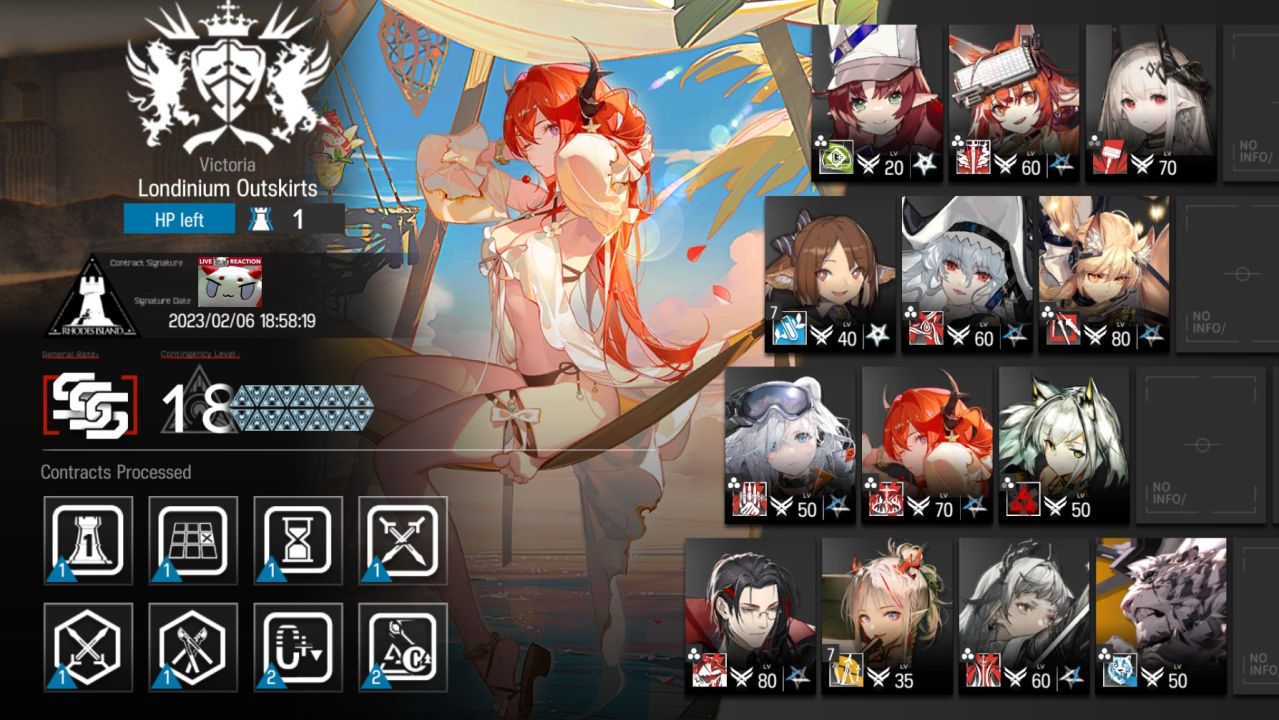 Victoria
Londinium Outskirts
HP left 1
Contract Signature
LIVE REACTION
Signature Date
2023/02/06 18:58:19
RHODES ISLAND
General Rate
Contingency Level
SSS
18
Contracts Processed
1
1 1 1 1
1 1 2 2
LV 20
LV 60
LV 70
NO INFO/
7 LV 40
LV 60
LV 80
NO INFO/
LV 50
LV 70
LV 50
NO INFO/
LV 80
7 LV 35
LV 60
LV 50
NO INFO